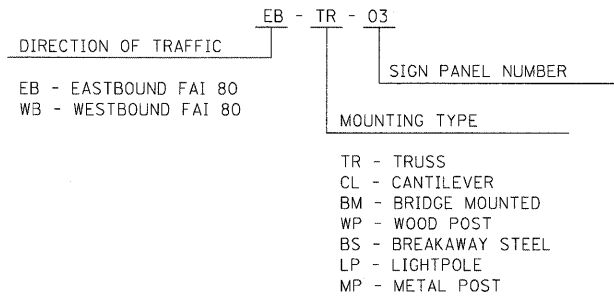 EB - TR - 03
DIRECTION OF TRAFFIC
EB - EASTBOUND FAI 80
WB - WESTBOUND FAI 80
SIGN PANEL NUMBER
MOUNTING TYPE
TR - TRUSS
CL - CANTILEVER
BM - BRIDGE MOUNTED
WP - WOOD POST
BS - BREAKAWAY STEEL
LP - LIGHTPOLE
MP - METAL POST